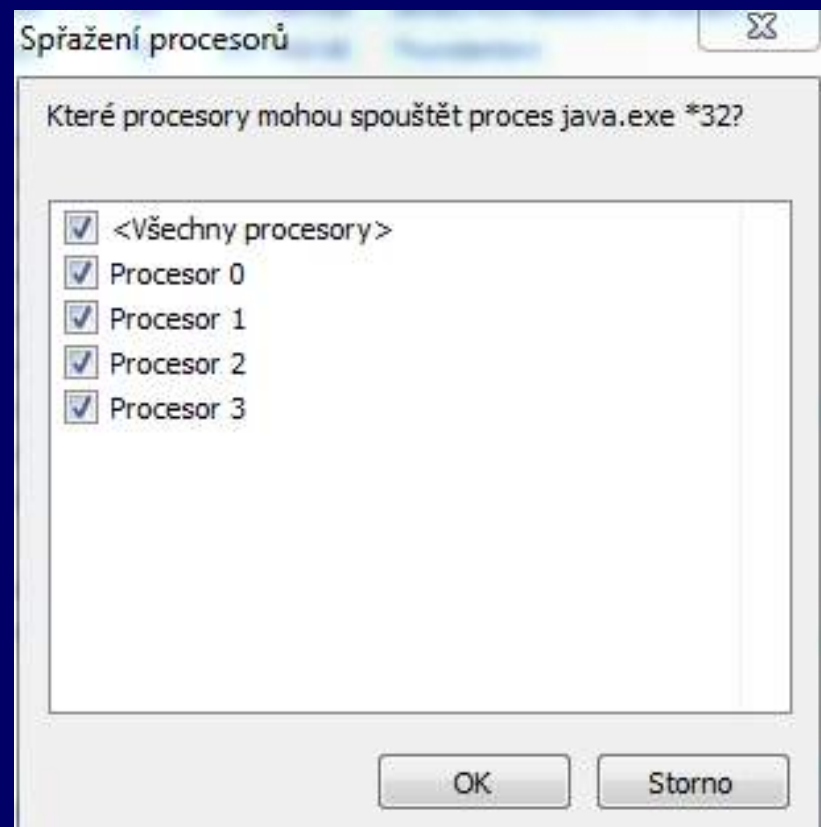 Spřažení procesorů
Které procesory mohou spouštět proces java.exe *32?
<Všechny procesory>
Procesor 0
Procesor 1
Procesor 2
Procesor 3
OK
Storno